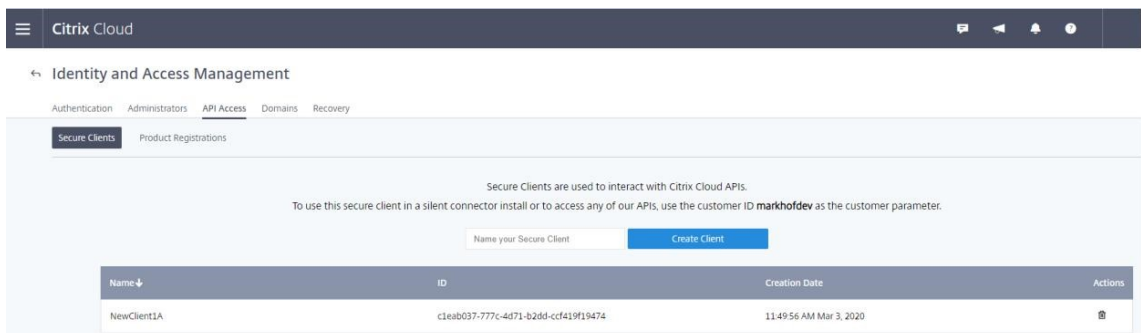 Citrix Cloud
Identity and Access Management
Authentication Administrators API Access Domains Recovery
Secure Clients Product Registrations
Secure Clients are used to interact with Citrix Cloud APIs.
To use this secure client in a silent connector install or to access any of our APIs, use the customer ID markhofdev as the customer parameter.
Name your Secure Client Create Client
Name ID Creation Date Actions
NewClient1A c1eab037-777c-4d71-b2dd-ccf419f19474 11:49:56 AM Mar 3, 2020